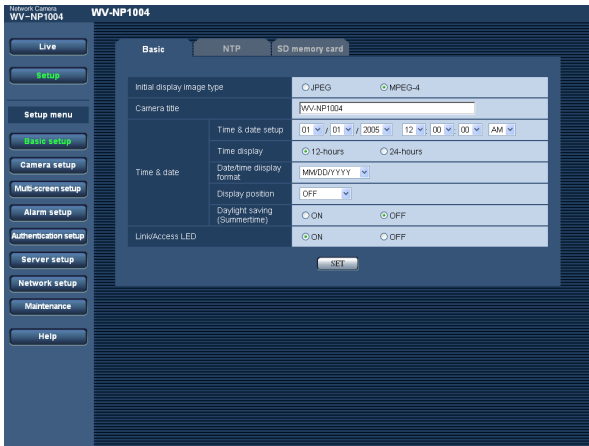 Network Camera
WV-NP1004
WV-NP1004
Live
Setup
Setup menu
Basic setup
Camera setup
Multi-screen setup
Alarm setup
Authentication setup
Server setup
Network setup
Maintenance
Help
Basic NTP SD memory card
Initial display image type JPEG MPEG-4
Camera title WV-NP1004
Time & date
Time & date setup 01 / 01 / 2005 12 : 00 : 00 AM
Time display 12-hours 24-hours
Date/time diisplay format MM/DD/YYYY
Display position OFF
Daylight saving (Summertime) ON OFF
Link/Access LED ON OFF
SET